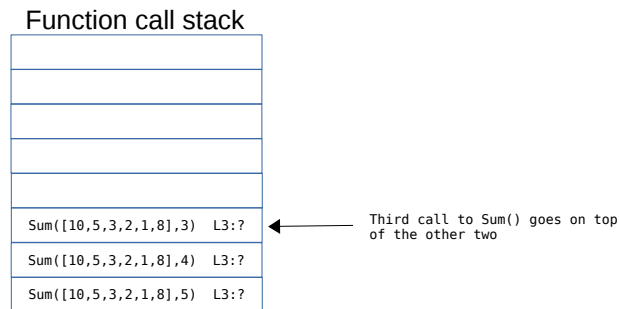 Function call stack
Sum([10,5,3,2,1,8],3) L3:?
Third call to Sum() goes on top
of the other two
Sum([10,5,3,2,1,8],4) L3:?
Sum([10,5,3,2,1,8],5) L3:?